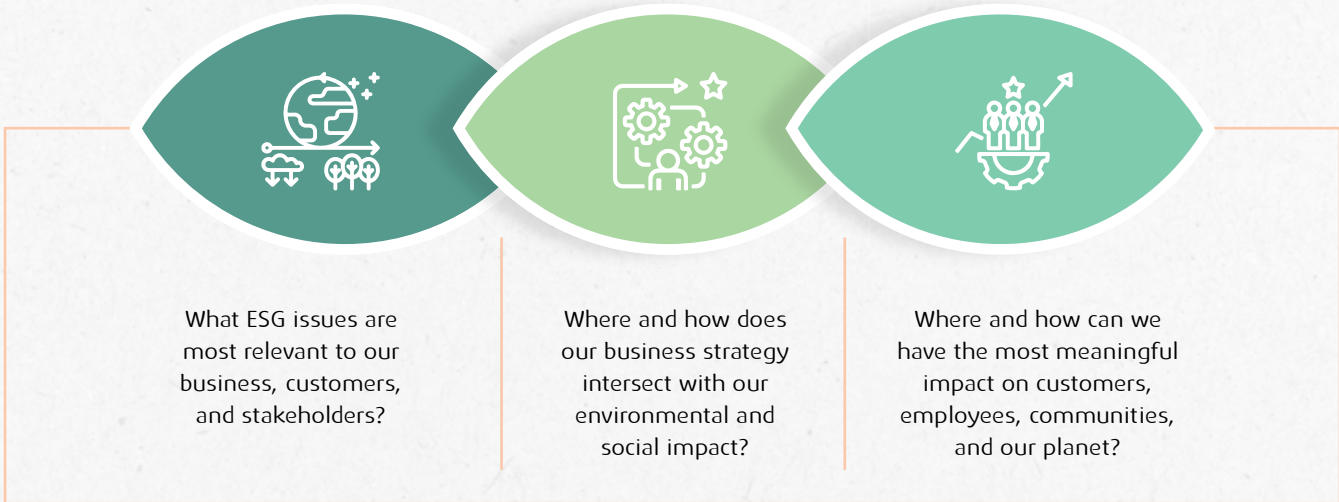 What ESG issues are
most relevant to our
business, customers,
and stakeholders?
Where and how does
our business strategy
intersect with our
environmental and
social impact?
Where and how can we
have the most meaningful
impact on customers,
employees, communities,
and our planet?